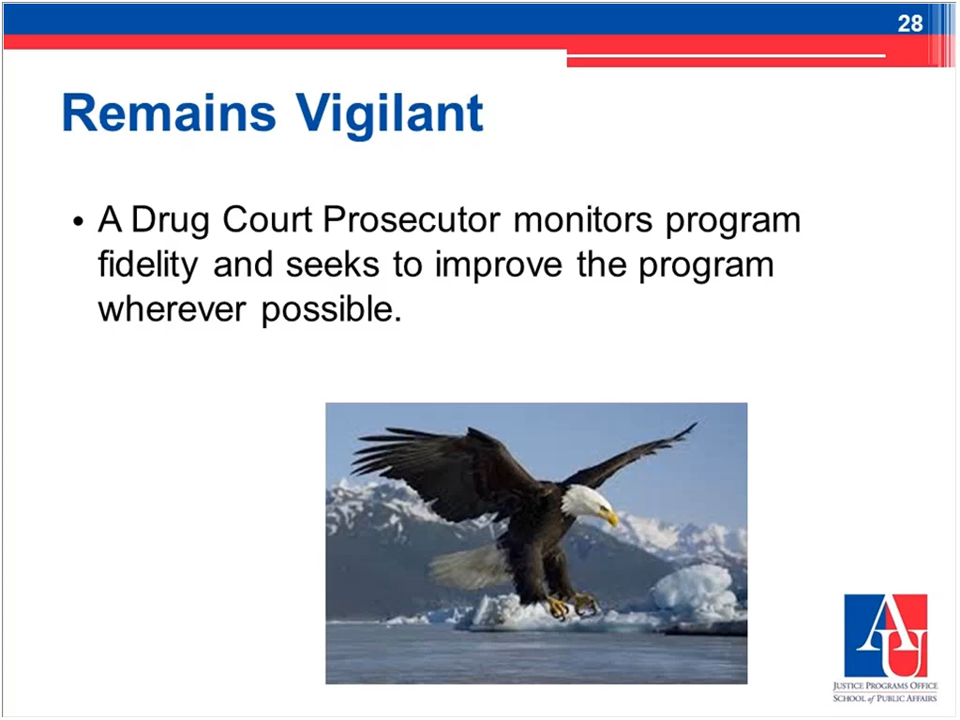 28
Remains Vigilant
• A Drug Court Prosecutor monitors program
fidelity and seeks to improve the program
wherever possible.
AU
JUSTICE PROGRAMS OFFICE
SCHOOL of PUBLIC AFFAIRS